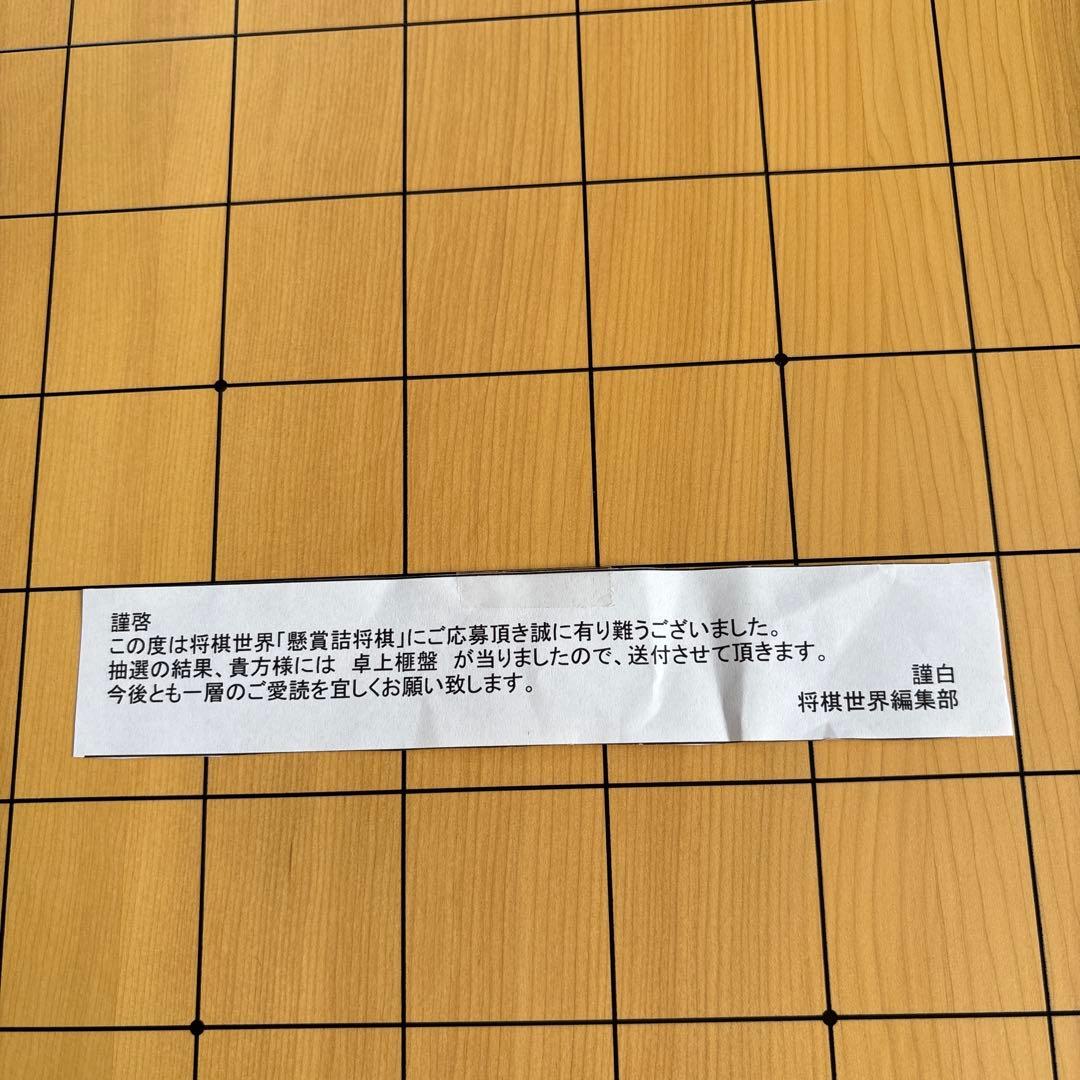 謹啓
この度は将棋世界「懸賞詰将棋」にご応募頂き誠に有り難うございました。
抽選の結果、貴方様には　卓上榧盤　が当りましたので、送付させて頂きます。
今後とも一層のご愛読を宜しくお願い致します。
謹白
将棋世界編集部